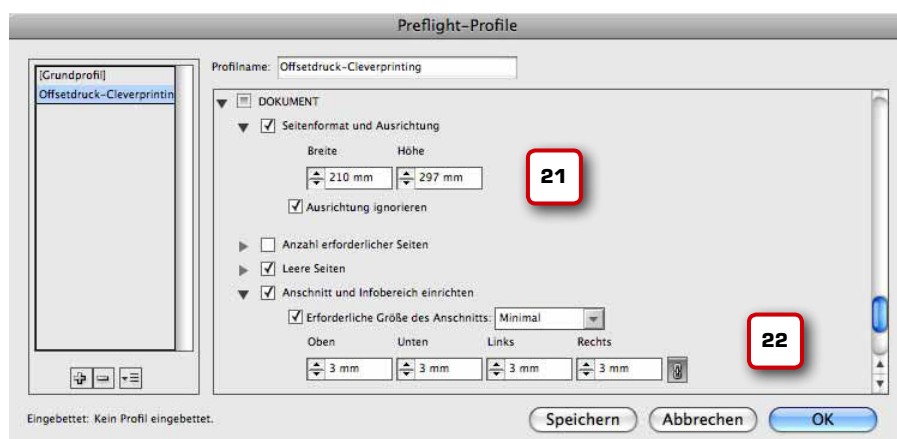 Preflight-Profile
[Grundprofil]
Offsetdruck-Cleverprintin
Profilname: Offsetdruck-Cleverprinting
DOKUMENT
Seitenformat und Ausrichtung
Breite Höhe
210 mm 297 mm
21
Ausrichtung ignorieren
Anzahl erforderlicher Seiten
Leere Seiten
Anschnitt und Infobereich einrichten
Erforderliche Größe des Anschnitts: Minimal
Oben Unten Links Rechts
3 mm 3 mm 3 mm 3 mm
22
Eingebettet: Kein Profil eingebettet.
Speichern Abbrechen OK